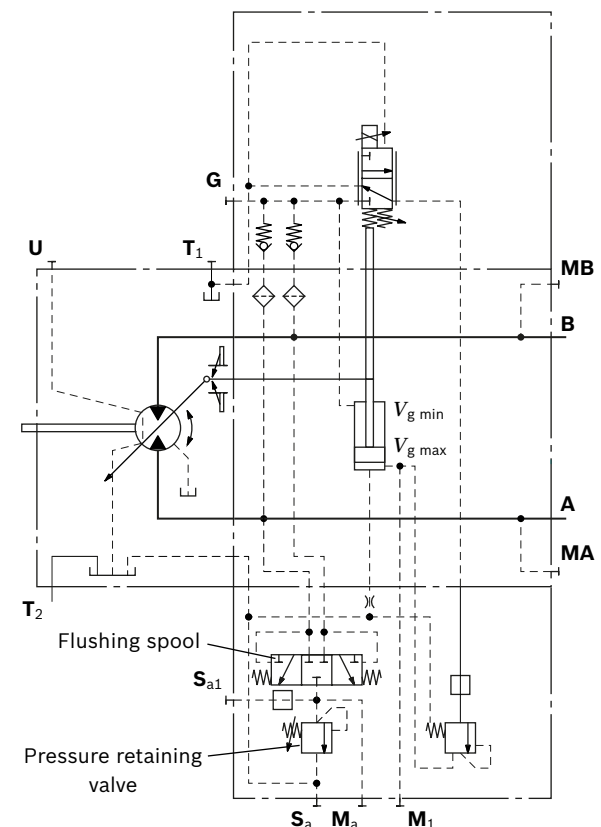 G
U
T1
MB
B
Vg min
Vg max
A
MA
T2
Flushing spool
Sa1
Pressure retaining
valve
Sa
Ma
M1